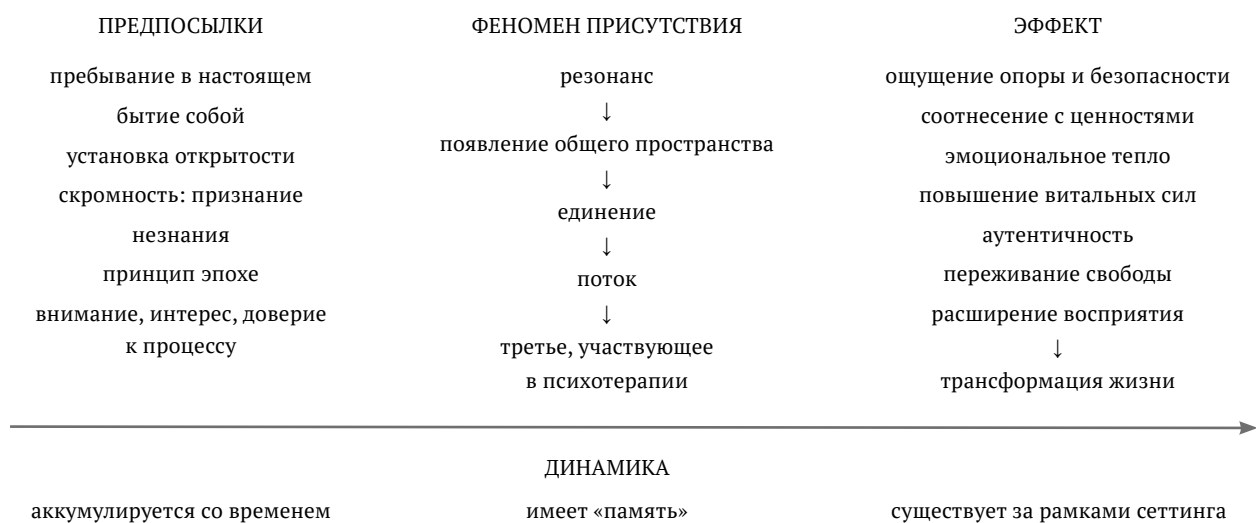 ПРЕДПОСЫЛКИ
пребывание в настоящем
бытие собой
установка открытости
скромность: признание
незнания
принцип эпохе
внимание, интерес, доверие
к процессу
ФЕНОМЕН ПРИСУТСТВИЯ
резонанс
↓
появление общего пространства
↓
единение
↓
поток
↓
третье, участвующее
в психотерапии
ЭФФЕКТ
ощущение опоры и безопасности
соотнесение с ценностями
эмоциональное тепло
повышение витальных сил
аутентичность
переживание свободы
расширение восприятия
↓
трансформация жизни
ДИНАМИКА
аккумулируется со временем
имеет «память»
существует за рамками сеттинга